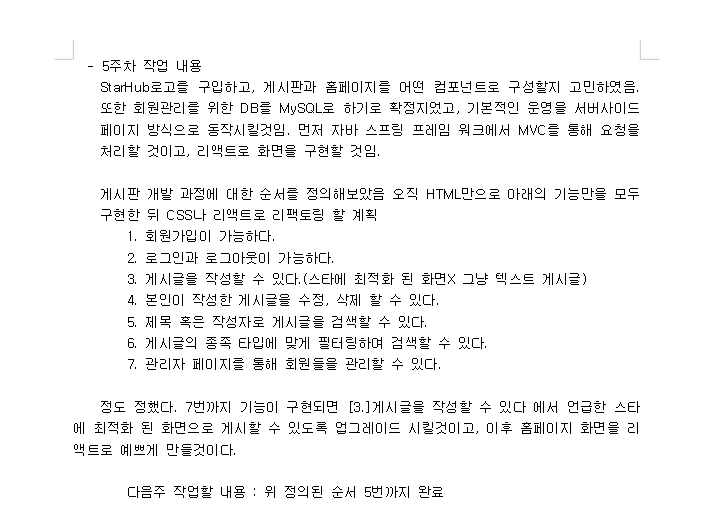 - 5주차 작업 내용
StarHub로고를 구입하고, 게시판과 홈페이지를 어떤 컴포넌트로 구성할지 고민하였음.
또한 회원관리를 위한 DB를 MySQL로 하기로 확정지었고, 기본적인 운영을 서버사이드
페이지 방식으로 동작시킬것임. 먼저 자바 스프링 프레임 워크에서 MVC를 통해 요청을
처리할 것이고, 리액트로 화면을 구현할 것임.
게시판 개발 과정에 대한 순서를 정의해보았음 오직 HTML만으로 아래의 기능만을 모두
구현한 뒤 CSS나 리액트로 리팩토링 할 계획
1. 회원가입이 가능하다.
2. 로그인과 로그아웃이 가능하다.
3. 게시글을 작성할 수 있다.(스타에 최적화 된 화면X 그냥 텍스트 게시글)
4. 본인이 작성한 게시글을 수정, 삭제 할 수 있다.
5. 제목 혹은 작성자로 게시글을 검색할 수 있다.
6. 게시글의 종족 타입에 맞게 필터링하여 검색할 수 있다.
7. 관리자 페이지를 통해 회원들을 관리할 수 있다.
정도 정했다. 7번까지 기능이 구현되면 [3.]게시글을 작성할 수 있다 에서 언급한 스타
에 최적화 된 화면으로 게시할 수 있도록 업그레이드 시킬것이고, 이후 홈페이지 화면을 리
액트로 예쁘게 만들것이다.
다음주 작업할 내용 : 위 정의된 순서 5번까지 완료